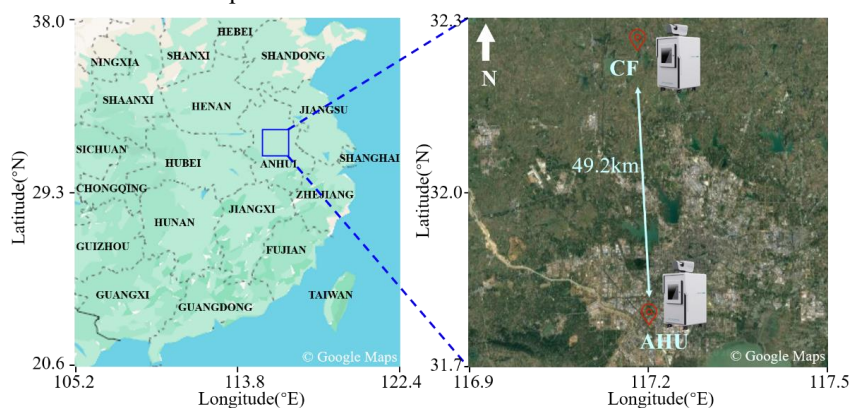 38.0
HEBEI
SHANXI
SHANDONG
NINGXIA
SHAANXI
HENAN
JIANGSU
SICHUAN
HUBEI
ANHUI
SHANGHAI
CHONGQING
ZHEJIANG
29.3
JIANGXI
HUNAN
GUIZHOU
FUJIAN
GUANGXI
GUANGDONG
TAIWAN
© Google Maps
20.6
105.2
113.8
122.4
Latitude(°N)
Longitude(°E)
32.3
N
CF
49.2km
32.0
AHU
© Google Maps
31.7
116.9
117.2
117.5
Latitude(°N)
Longitude(°E)